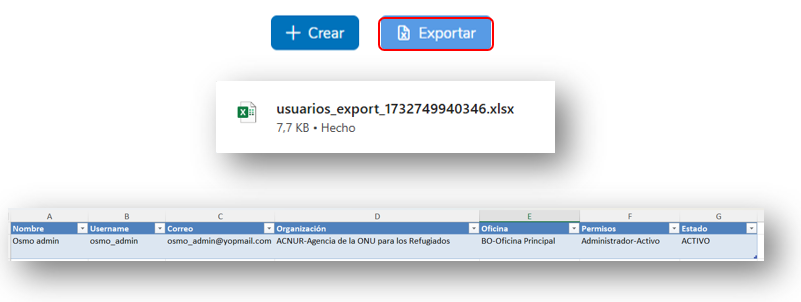 + Crear Exportar
usuarios_export_1732749940346.xlsx
7,7 KB • Hecho
A B C D E F G
Nombre Username Correo Organización Oficina Permisos Estado
Osmo admin osmo_admin osmo_admin@yopmail.com ACNUR-Agencia de la ONU para los Refugiados BO-Oficina Principal Administrador-Activo ACTIVO